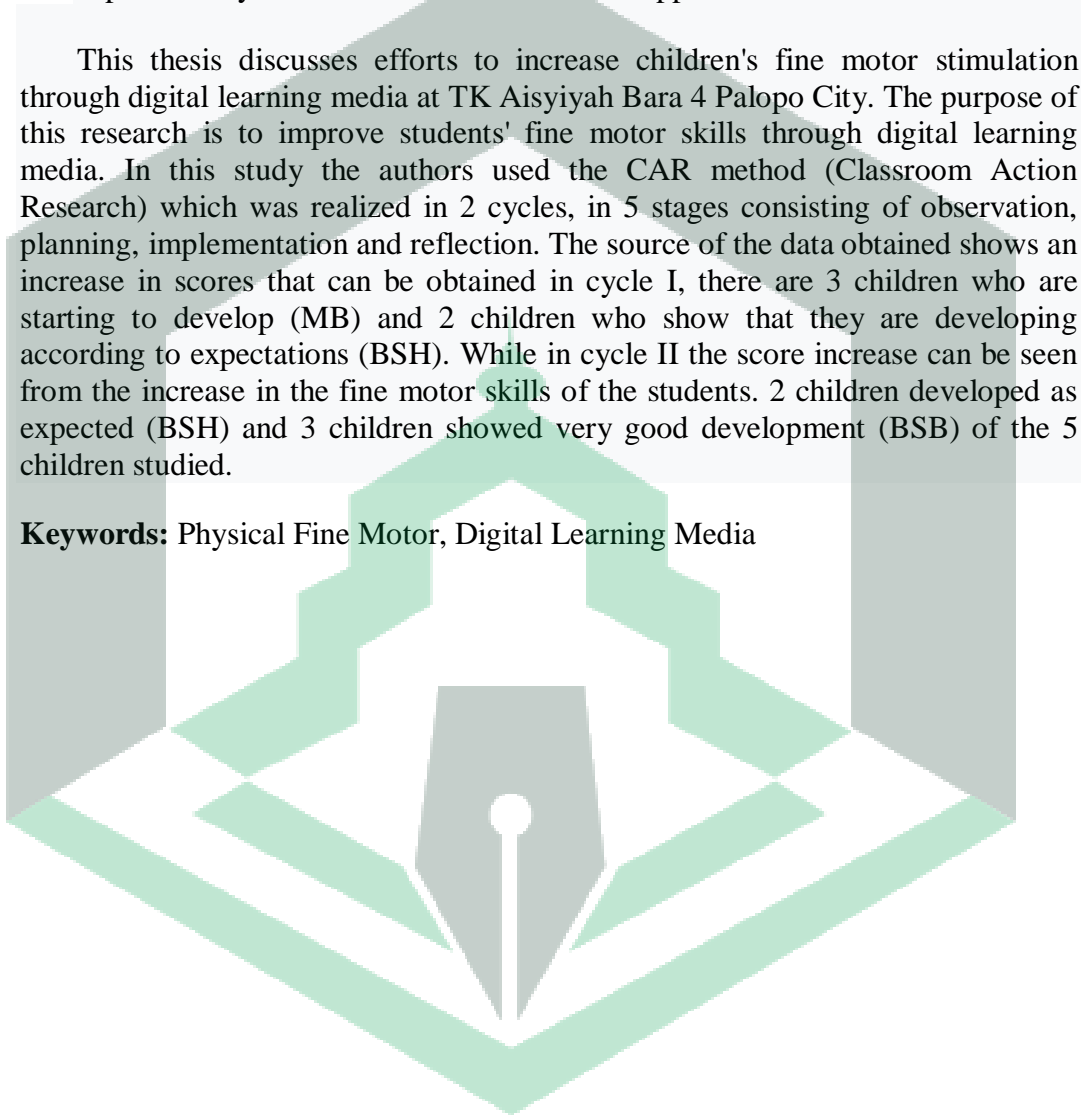 This thesis discusses efforts to increase children's fine motor stimulation
through digital learning media at TK Aisyiyah Bara 4 Palopo City. The purpose of
this research is to improve students' fine motor skills through digital learning
media. In this study the authors used the CAR method (Classroom Action
Research) which was realized in 2 cycles, in 5 stages consisting of observation,
planning, implementation and reflection. The source of the data obtained shows an
increase in scores that can be obtained in cycle I, there are 3 children who are
starting to develop (MB) and 2 children who show that they are developing
according to expectations (BSH). While in cycle II the score increase can be seen
from the increase in the fine motor skills of the students. 2 children developed as
expected (BSH) and 3 children showed very good development (BSB) of the 5
children studied.
Keywords: Physical Fine Motor, Digital Learning Media